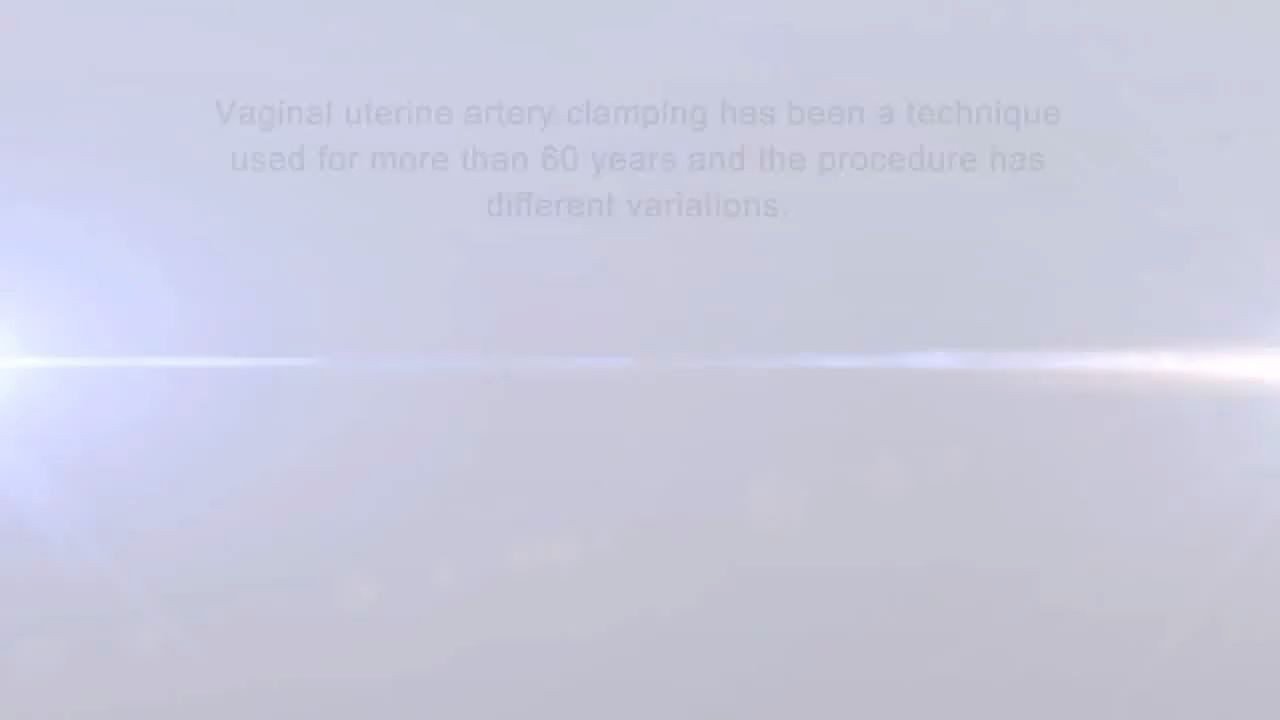 Vaginal uterine artery clamping has been a technique
used for more than 60 years and the procedure has
different variations.